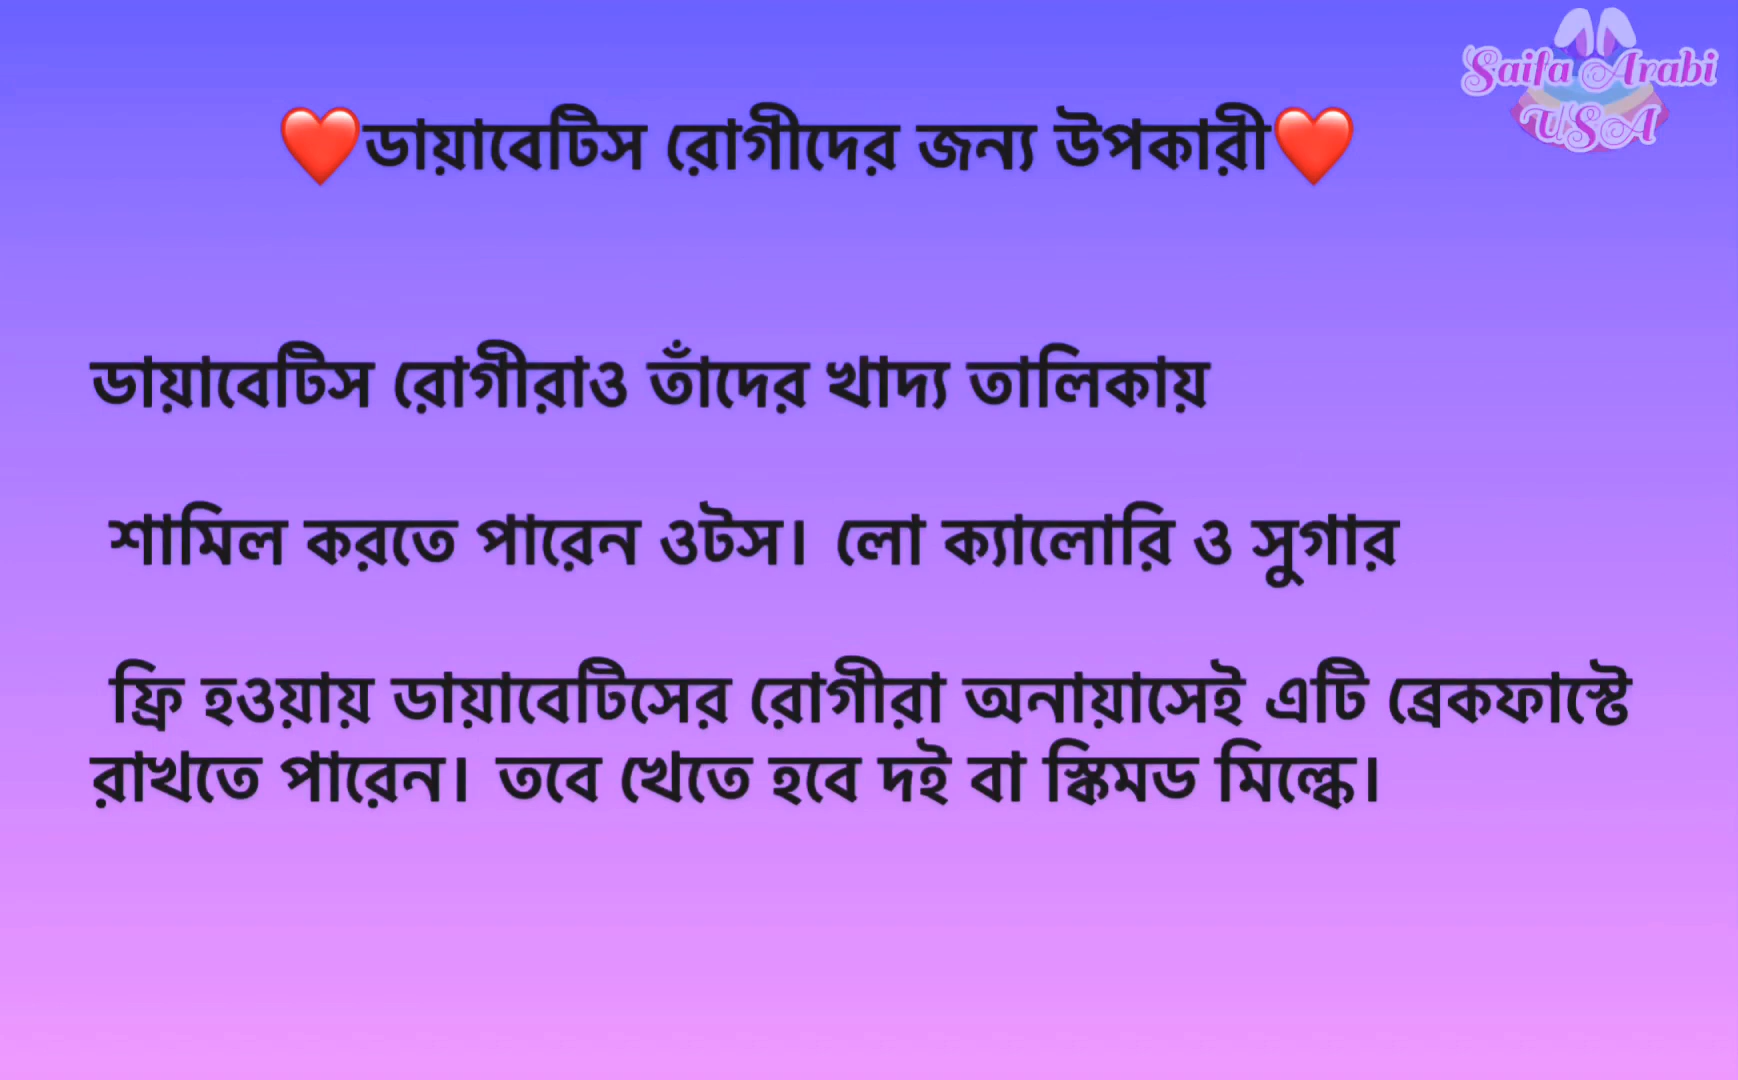 ❤️ডায়াবেটিস রোগীদের জন্য উপকারী❤️
Saifa Arabi
USA
ডায়াবেটিস রোগীরাও তাঁদের খাদ্য তালিকায়
শামিল করতে পারেন ওটস। লো ক্যালোরি ও সুগার
ফ্রি হওয়ায় ডায়াবেটিসের রোগীরা অনায়াসেই এটি ব্রেকফাস্টে
রাখতে পারেন। তবে খেতে হবে দই বা স্কিমড মিল্কে।